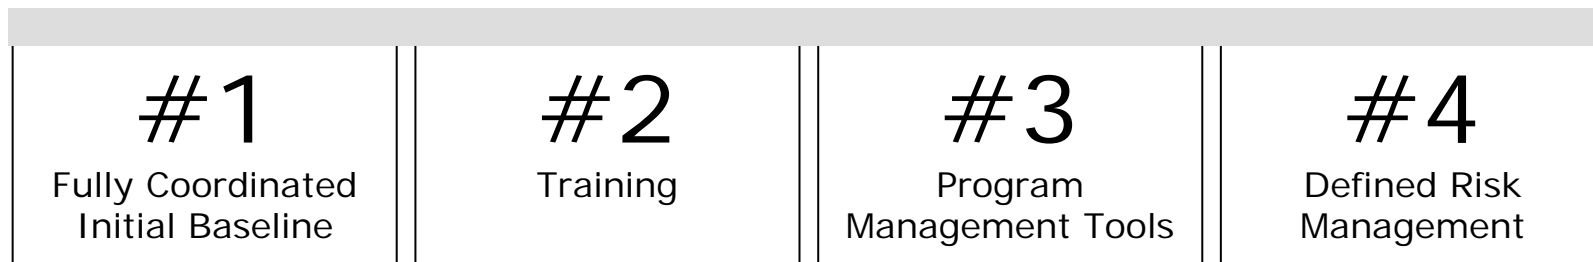 #1
Fully Coordinated
Initial Baseline
#2
Training
#3
Program
Management Tools
#4
Defined Risk
Management